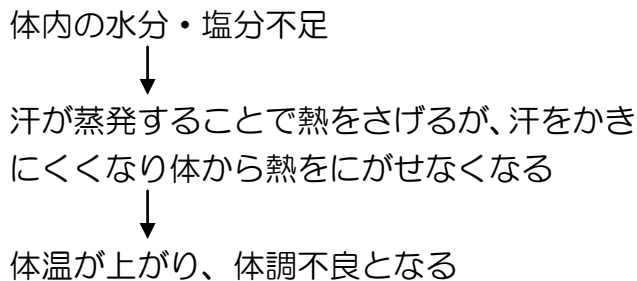 体内の水分・塩分不足
汗が蒸発することで熱をさげるが、汗をかき
にくくなり体から熱をにがせなくなる
体温が上がり、体調不良となる